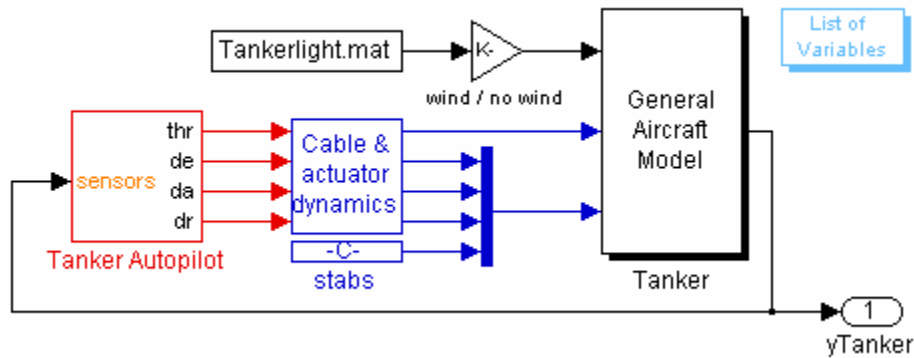 List of
Variables
Tankerlight.mat
K-
wind / no wind
General
Aircraft
Model
thr
de
da
dr
sensors
Cable &
actuator
dynamics
-C-
Tanker Autopilot
stabs
Tanker
1
yTanker